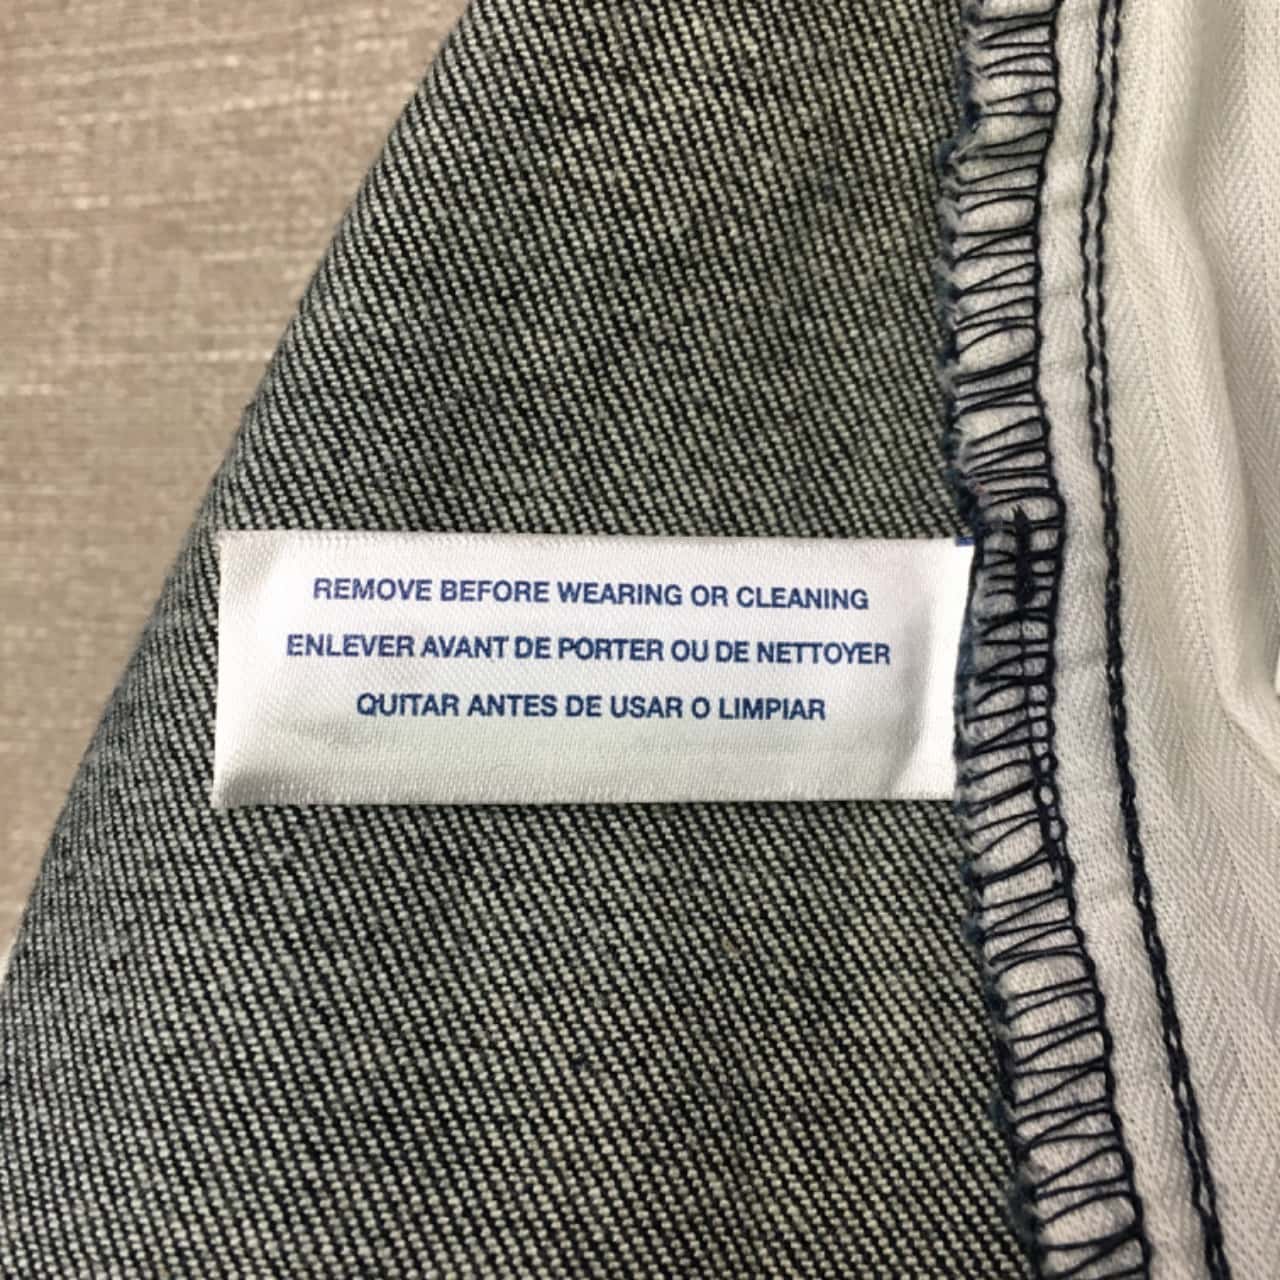 REMOVE BEFORE WEARING OR CLEANING
ENLEVER AVANT DE PORTER OU DE NETTOYER
QUITAR ANTES DE USAR O LIMPIAR